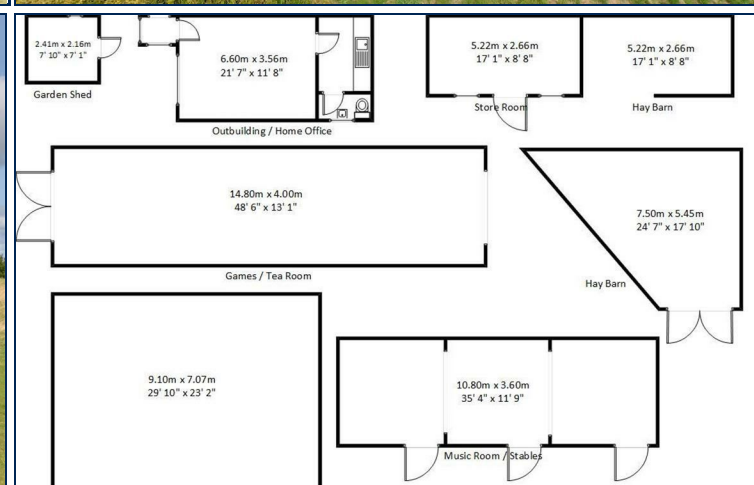 2.41m x 2.16m
7' 10" x 7' 1"
Garden Shed
6.60m x 3.56m
21' 7" x 11' 8"
Outbuilding / Home Office
5.22m x 2.66m
17' 1" x 8' 8"
Store Room
5.22m x 2.66m
17' 1" x 8' 8"
Hay Barn
14.80m x 4.00m
48' 6" x 13' 1"
Games / Tea Room
7.50m x 5.45m
24' 7" x 17' 10"
Hay Barn
9.10m x 7.07m
29' 10" x 23' 2"
10.80m x 3.60m
35' 4" x 11' 9"
Music Room / Stables